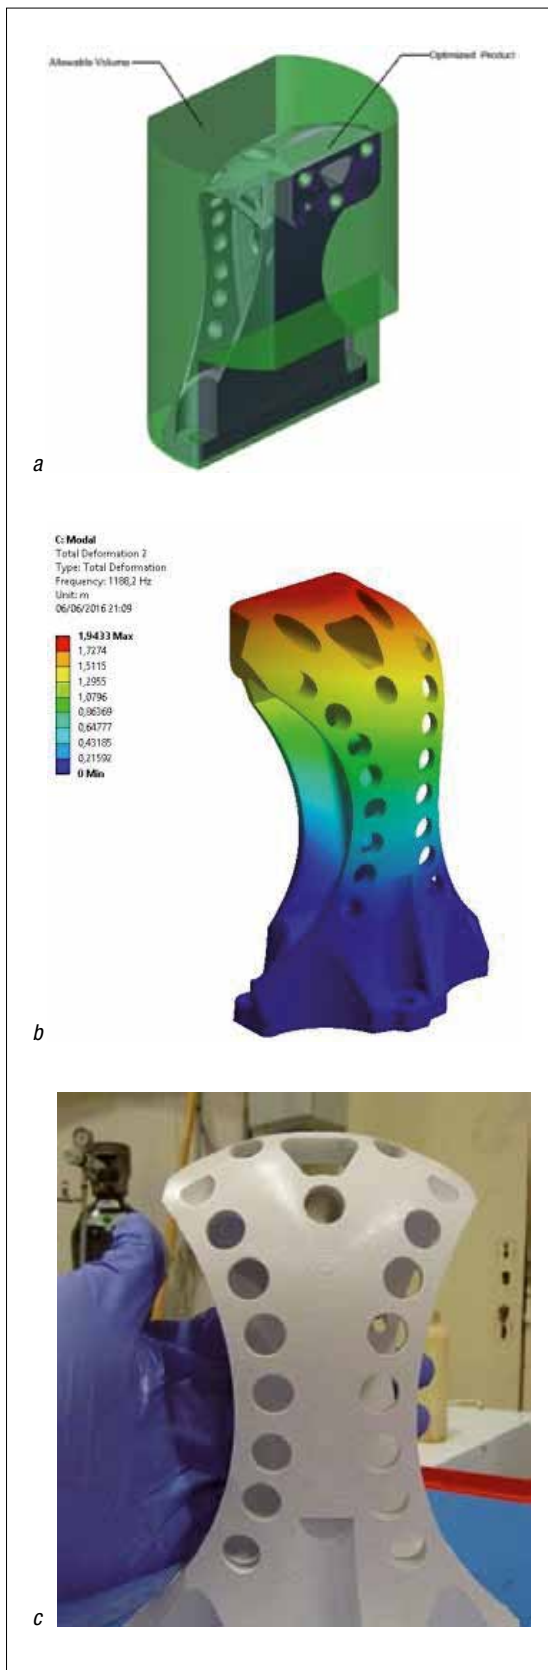 Allowable Volume
Optimized Product
a
C: Modal
Total Deformation 2
Type: Total Deformation
Frequency: 1188,2 Hz
Unit: m
06/06/2016 21:09
1,9433 Max
1,7274
1,5115
1,2955
1,0796
0,86369
0,64777
0,43185
0,21592
0 Min
b
c